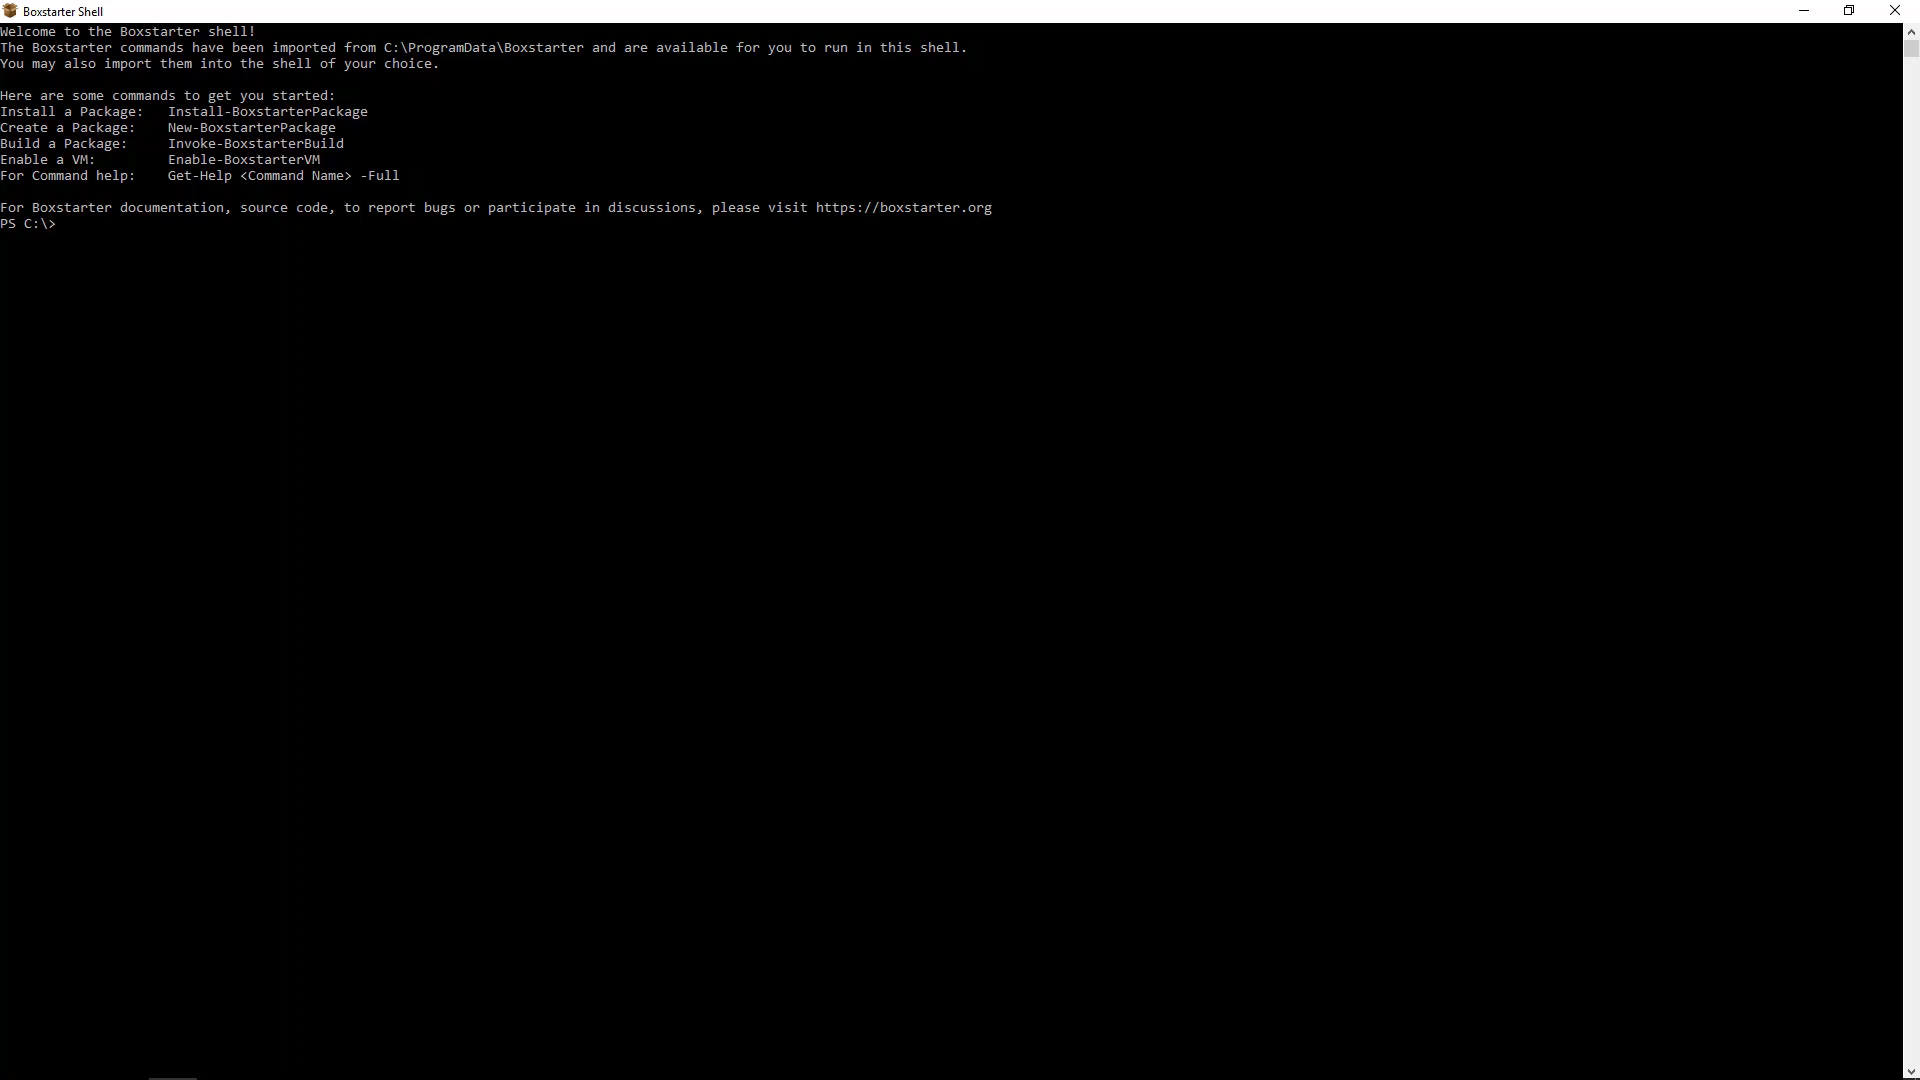 Boxstarter Shell
Welcome to the Boxstarter shell!
The Boxstarter commands have been imported from C:\ProgramData\Boxstarter and are available for you to run in this shell.
You may also import them into the shell of your choice.
Here are some commands to get you started:
Install a Package:   Install-BoxstarterPackage
Create a Package:    New-BoxstarterPackage
Build a Package:     Invoke-BoxstarterBuild
Enable a VM:         Enable-BoxstarterVM
For Command help:    Get-Help <Command Name> -Full
For Boxstarter documentation, source code, to report bugs or participate in discussions, please visit https://boxstarter.org
PS C:\>